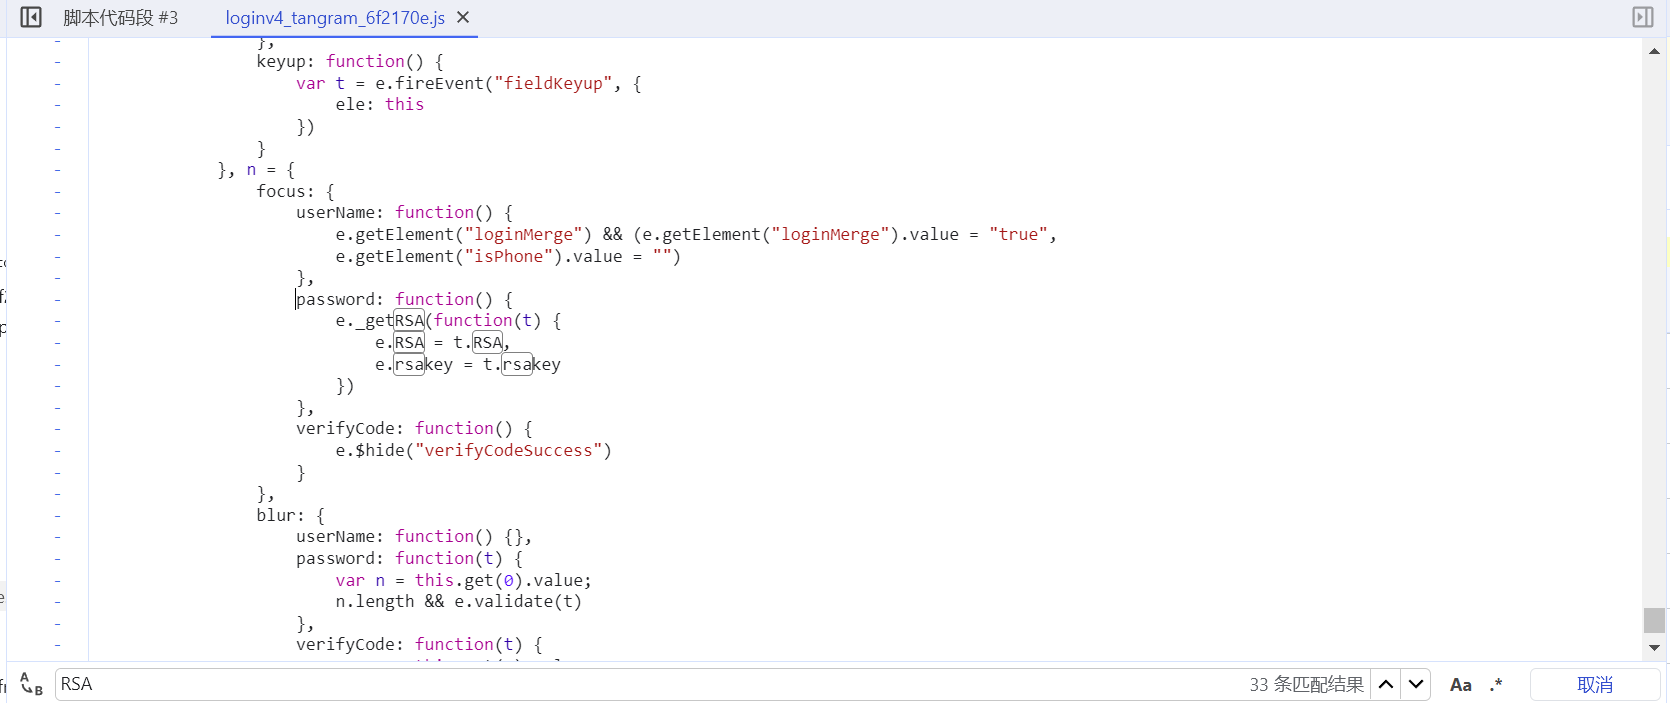 脚本代码段 #3 loginv4_tangram_6f2170e.js ×
},
keyup: function() {
var t = e.fireEvent("fieldKeyup", {
ele: this
})
}
}, n = {
focus: {
userName: function() {
e.getElement("loginMerge") && (e.getElement("loginMerge").value = "true",
e.getElement("isPhone").value = "")
},
password: function() {
e._getRSA(function(t) {
e.RSA = t.RSA,
e.rsakey = t.rsakey
})
},
verifyCode: function() {
e.$hide("verifyCodeSuccess")
}
},
blur: {
userName: function() {},
password: function(t) {
var n = this.get(0).value;
n.length && e.validate(t)
},
verifyCode: function(t) {
RSA 33 条匹配结果 Aa .* 取消